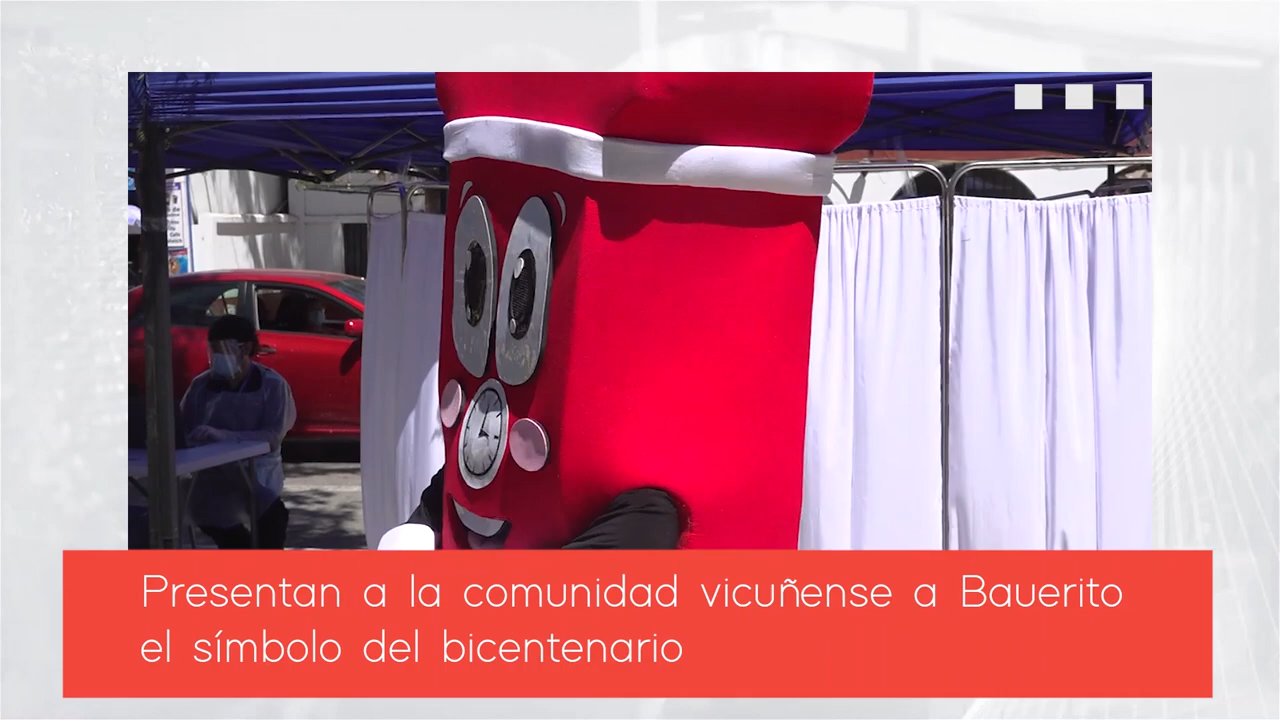 Presentan a la comunidad vicuñense a Bauerito
el símbolo del bicentenario